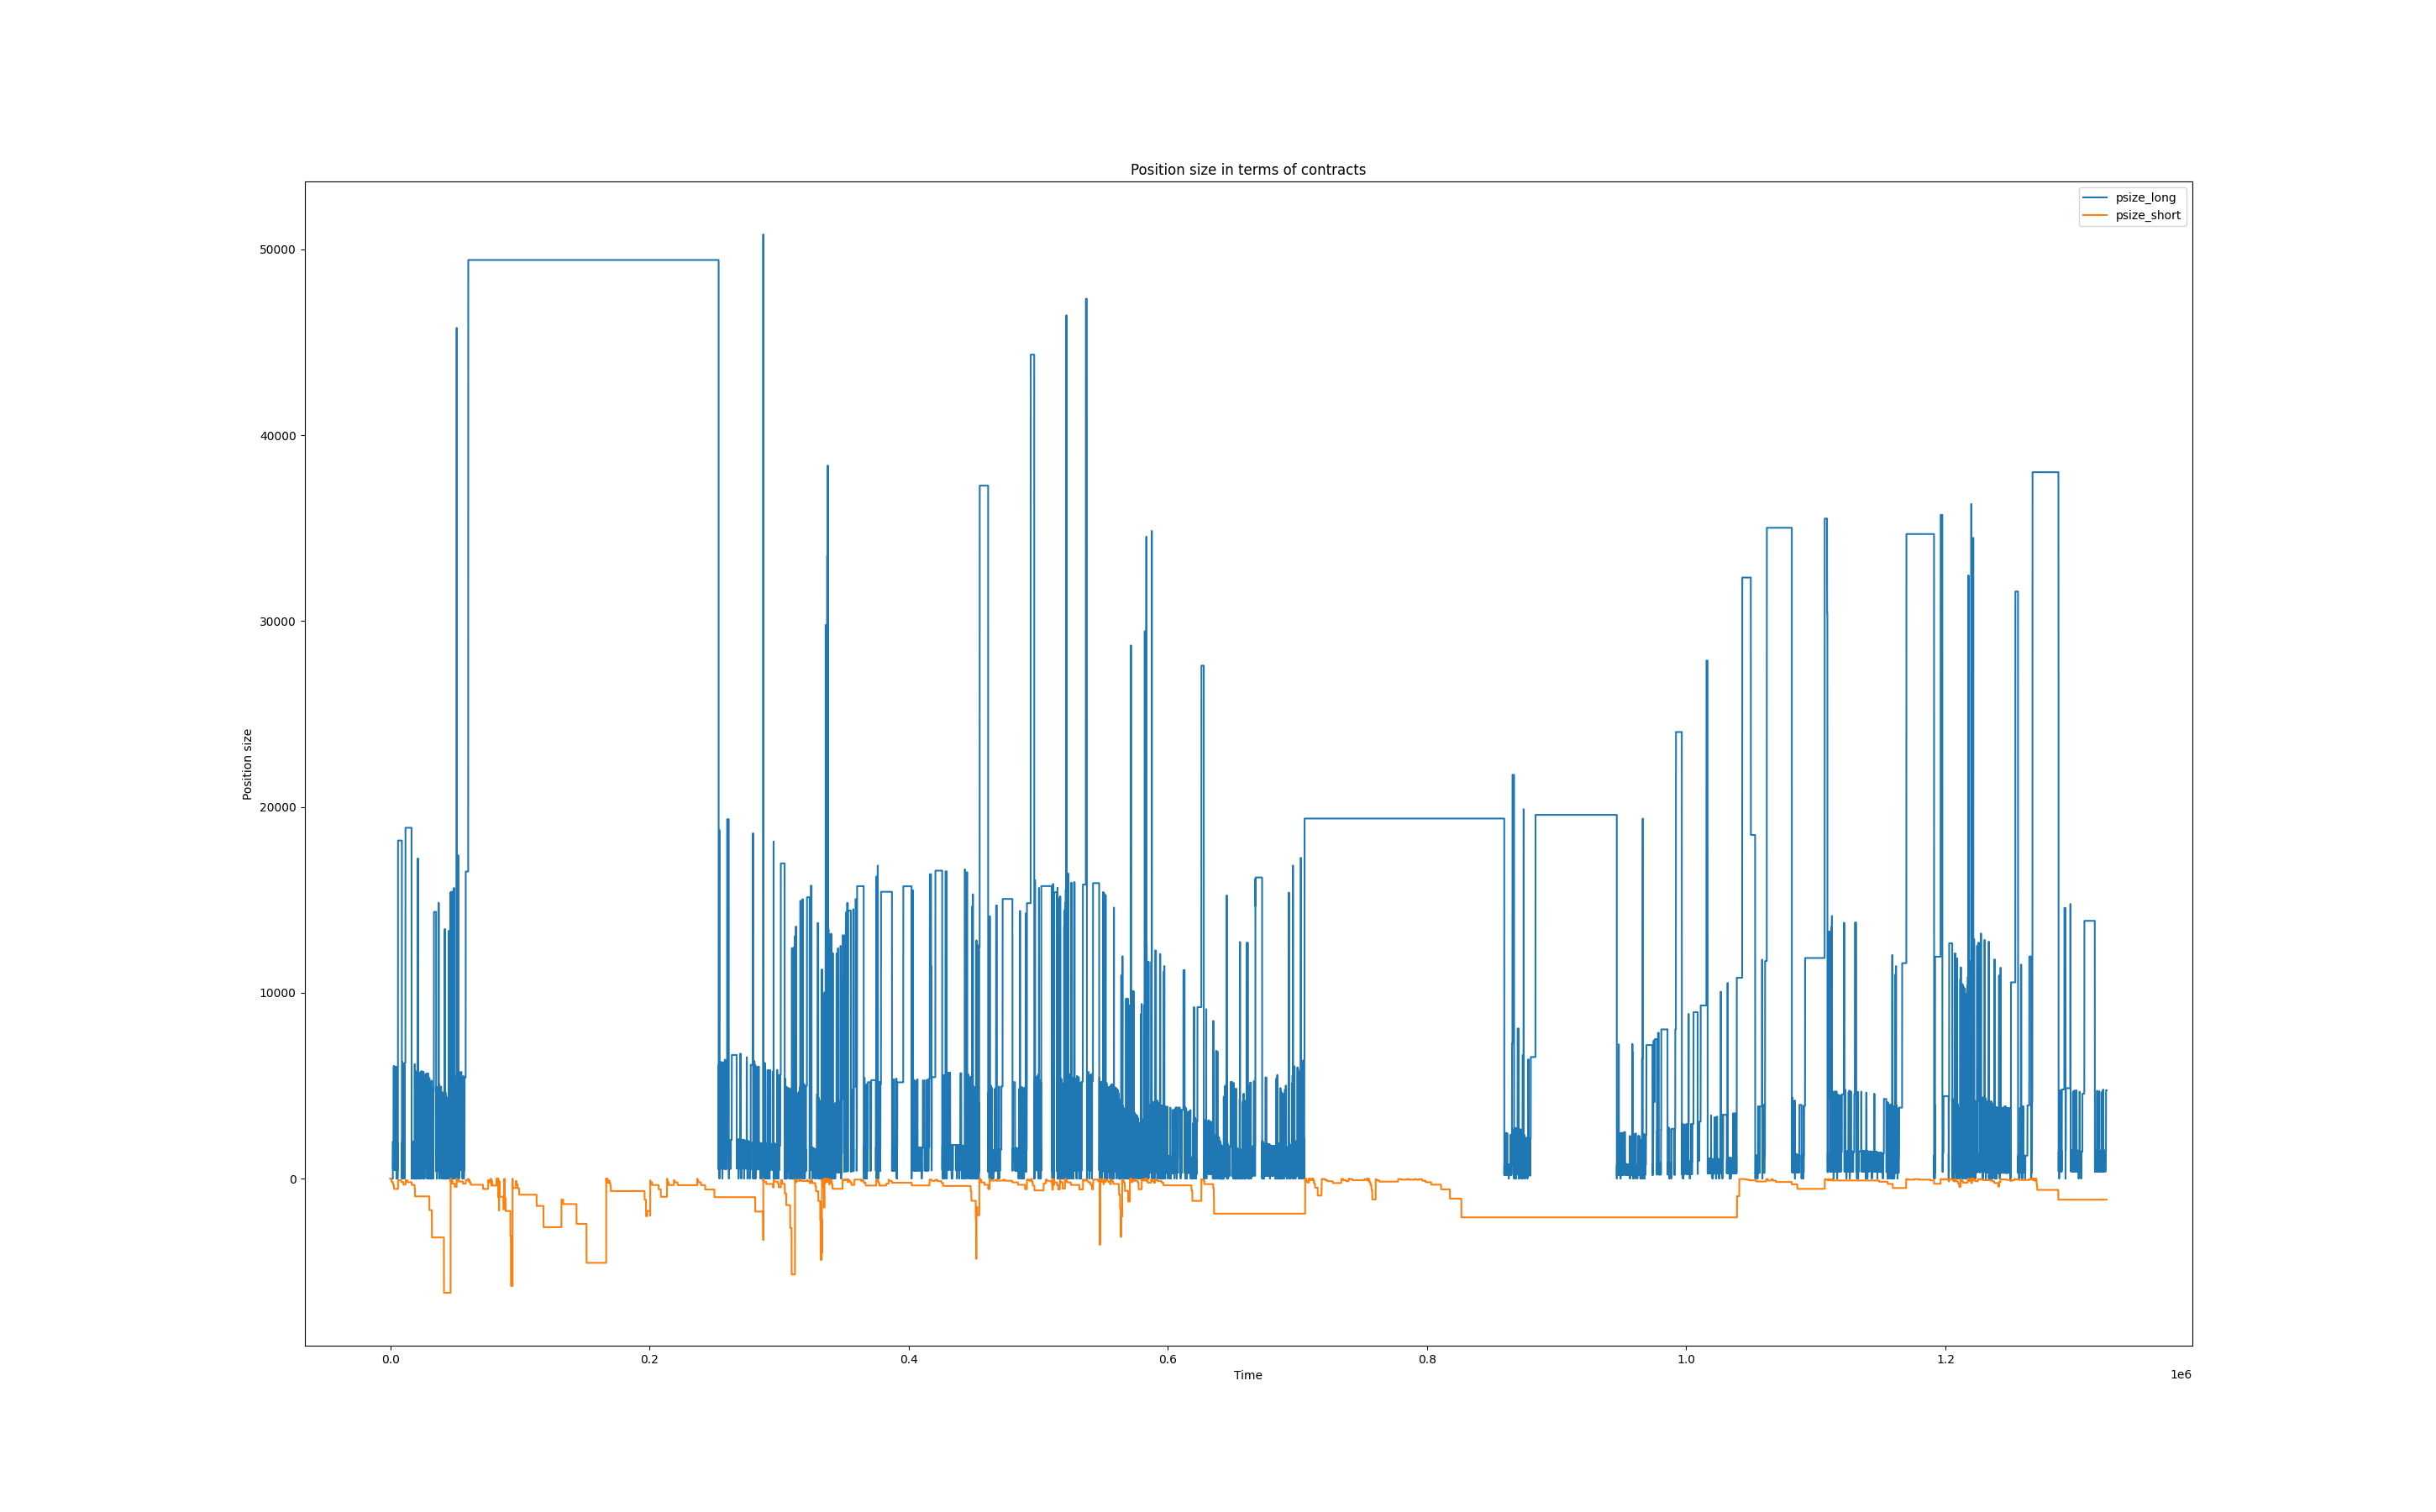 Position size in terms of contracts
psize_long
psize_short
50000
40000
30000
20000
10000
0
Position size
0.0 0.2 0.4 0.6 0.8 1.0 1.2
Time
1e6